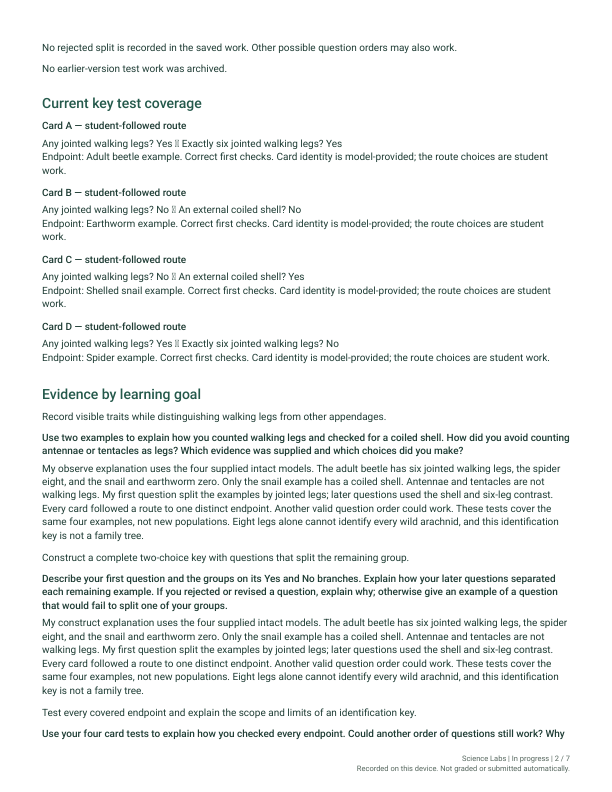 No rejected split is recorded in the saved work. Other possible question orders may also work.
No earlier-version test work was archived.
Current key test coverage
Card A — student-followed route
Any jointed walking legs? Yes Exactly six jointed walking legs? Yes
Endpoint: Adult beetle example. Correct first checks. Card identity is model-provided; the route choices are student
work.
Card B — student-followed route
Any jointed walking legs? No An external coiled shell? No
Endpoint: Earthworm example. Correct first checks. Card identity is model-provided; the route choices are student
work.
Card C — student-followed route
Any jointed walking legs? No An external coiled shell? Yes
Endpoint: Shelled snail example. Correct first checks. Card identity is model-provided; the route choices are student
work.
Card D — student-followed route
Any jointed walking legs? Yes Exactly six jointed walking legs? No
Endpoint: Spider example. Correct first checks. Card identity is model-provided; the route choices are student work.
Evidence by learning goal
Record visible traits while distinguishing walking legs from other appendages.
Use two examples to explain how you counted walking legs and checked for a coiled shell. How did you avoid counting
antennae or tentacles as legs? Which evidence was supplied and which choices did you make?
My observe explanation uses the four supplied intact models. The adult beetle has six jointed walking legs, the spider
eight, and the snail and earthworm zero. Only the snail example has a coiled shell. Antennae and tentacles are not
walking legs. My first question split the examples by jointed legs; later questions used the shell and six-leg contrast.
Every card followed a route to one distinct endpoint. Another valid question order could work. These tests cover the
same four examples, not new populations. Eight legs alone cannot identify every wild arachnid, and this identification
key is not a family tree.
Construct a complete two-choice key with questions that split the remaining group.
Describe your first question and the groups on its Yes and No branches. Explain how your later questions separated
each remaining example. If you rejected or revised a question, explain why; otherwise give an example of a question
that would fail to split one of your groups.
My construct explanation uses the four supplied intact models. The adult beetle has six jointed walking legs, the spider
eight, and the snail and earthworm zero. Only the snail example has a coiled shell. Antennae and tentacles are not
walking legs. My first question split the examples by jointed legs; later questions used the shell and six-leg contrast.
Every card followed a route to one distinct endpoint. Another valid question order could work. These tests cover the
same four examples, not new populations. Eight legs alone cannot identify every wild arachnid, and this identification
key is not a family tree.
Test every covered endpoint and explain the scope and limits of an identification key.
Use your four card tests to explain how you checked every endpoint. Could another order of questions still work? Why
Science Labs | In progress | 2 / 7
Recorded on this device. Not graded or submitted automatically.